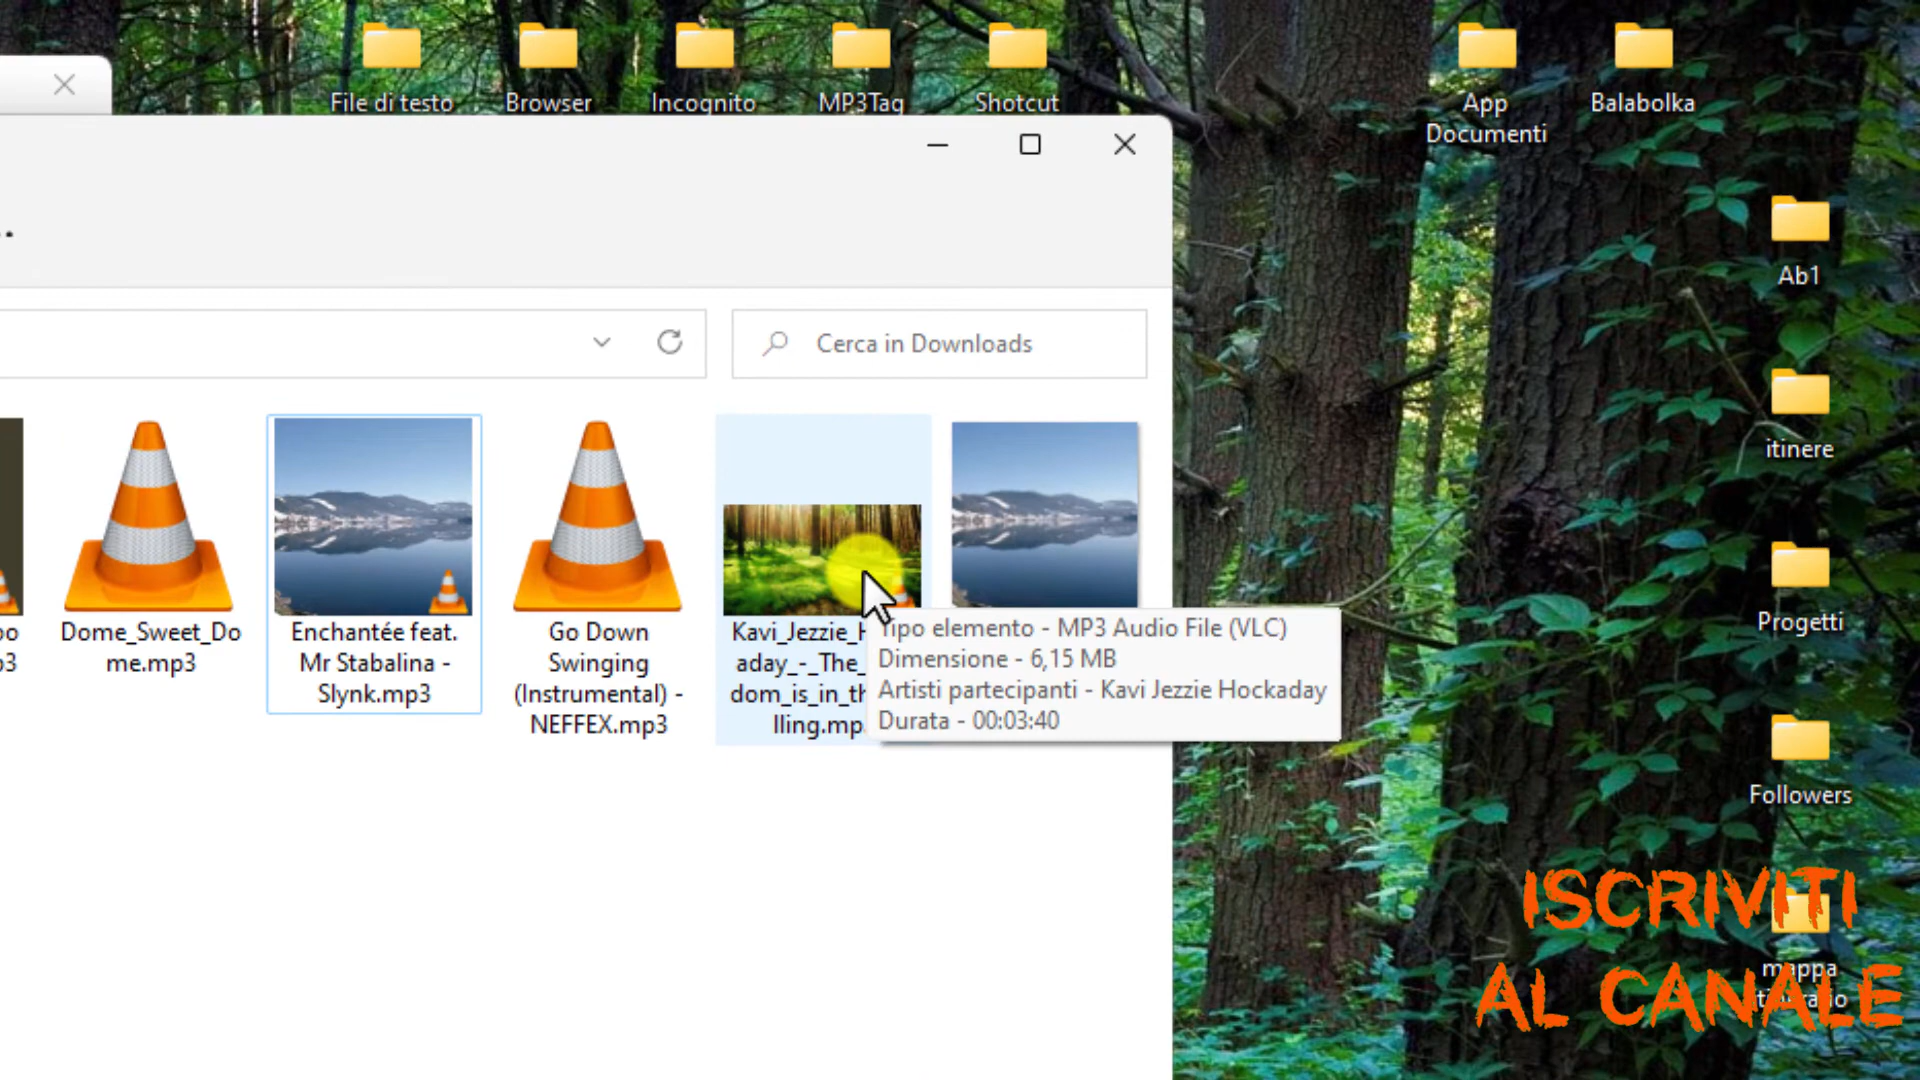 File di testo
Browser
Incognito
MP3Tag
Shotcut
App
Documenti
Balabolka
Ab1
itinere
Progetti
Followers
mappa
Cerca in Downloads
Dome_Sweet_Do
me.mp3
Enchantée feat.
Mr Stabalina -
Slynk.mp3
Go Down
Swinging
(Instrumental) -
NEFFEX.mp3
Kavi_Jezzie_H
aday_-_The_
dom_is_in_th
lling.mp
Tipo elemento - MP3 Audio File (VLC)
Dimensione - 6,15 MB
Artisti partecipanti - Kavi Jezzie Hockaday
Durata - 00:03:40
ISCRIVITI
AL CANALE